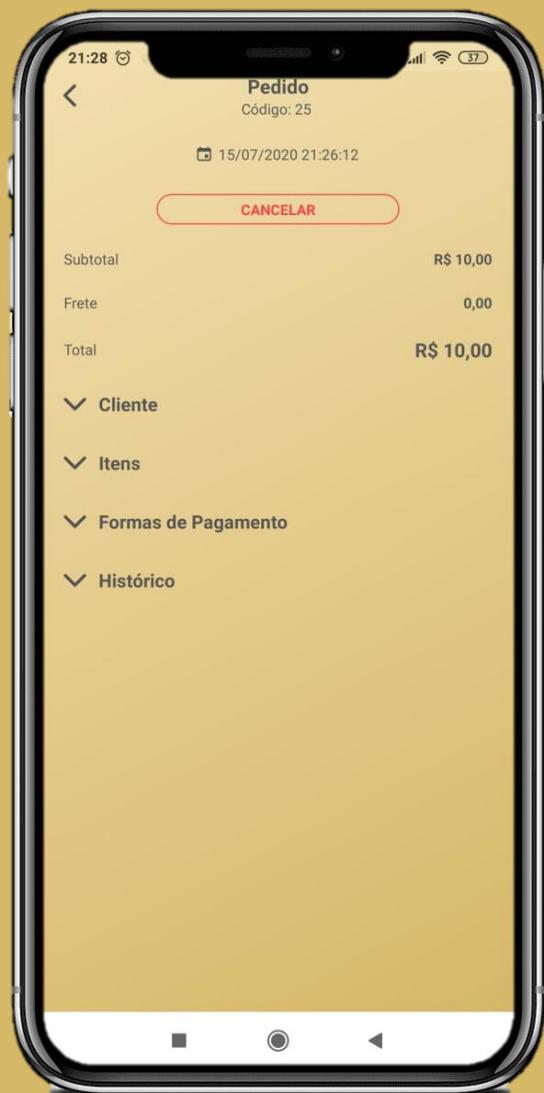 21:28
37
Pedido
Código: 25
15/07/2020 21:26:12
CANCELAR
Subtotal R$ 10,00
Frete 0,00
Total R$ 10,00
Cliente
Itens
Formas de Pagamento
Histórico